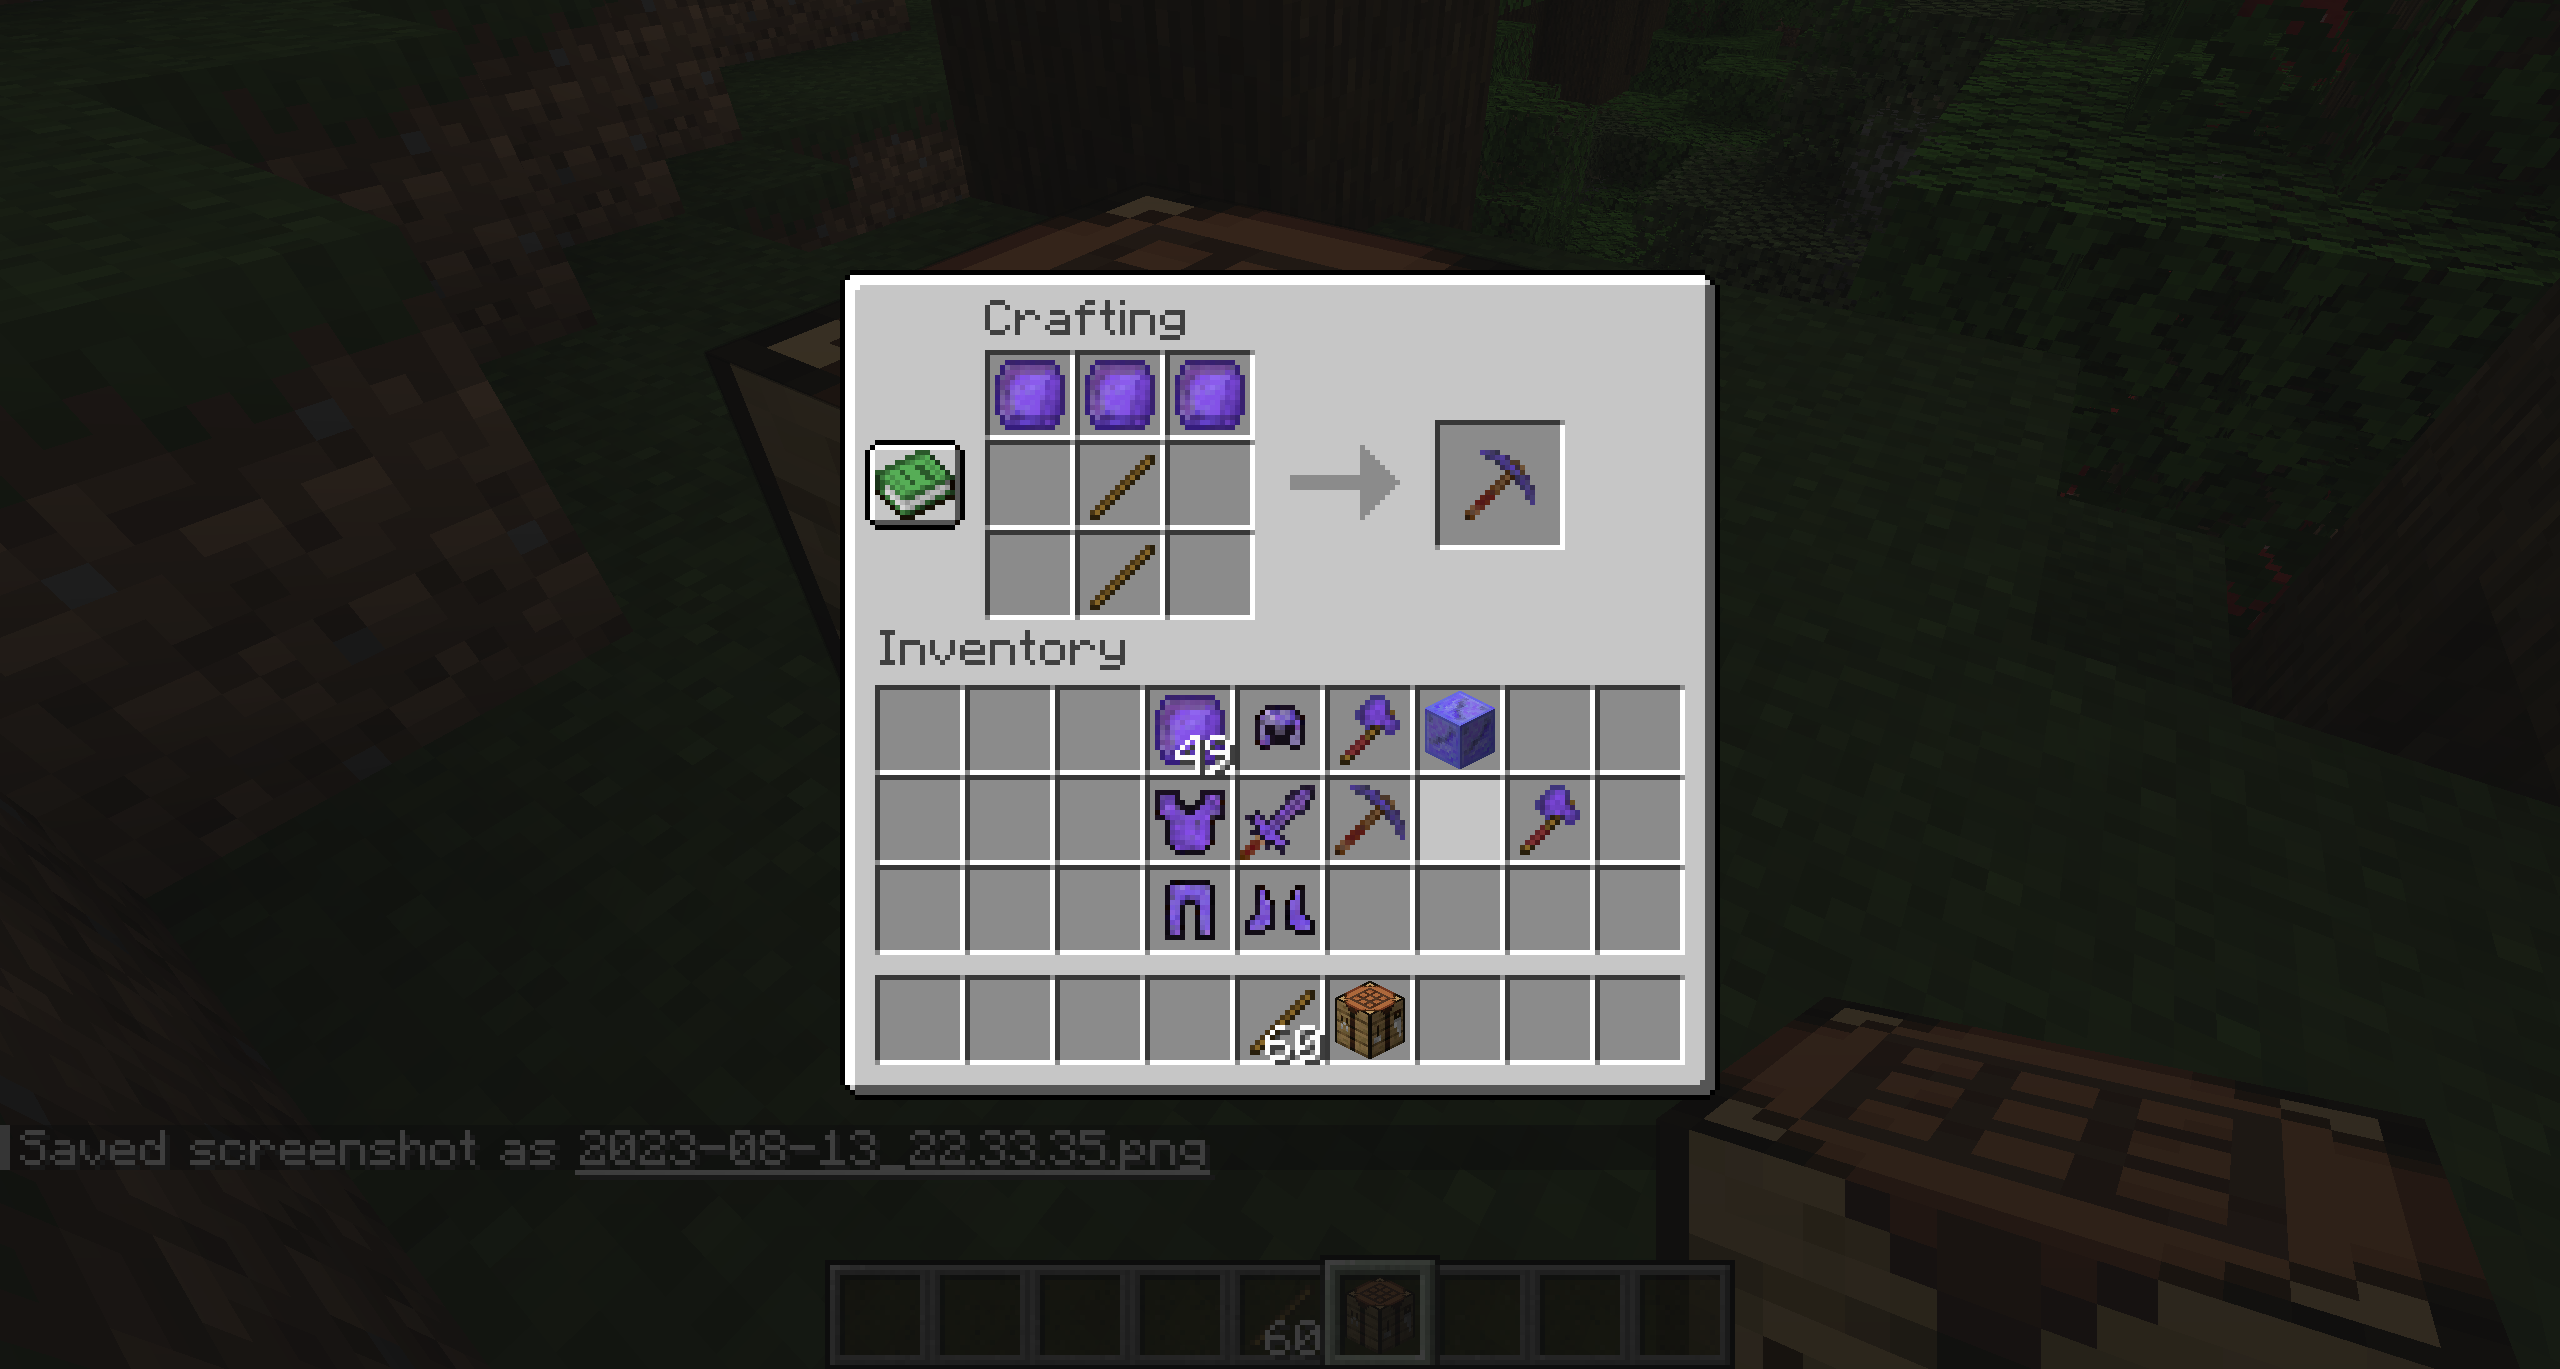 Crafting
Inventory
49
60
Saved screenshot as 2023-08-13_22.33.35.png
60